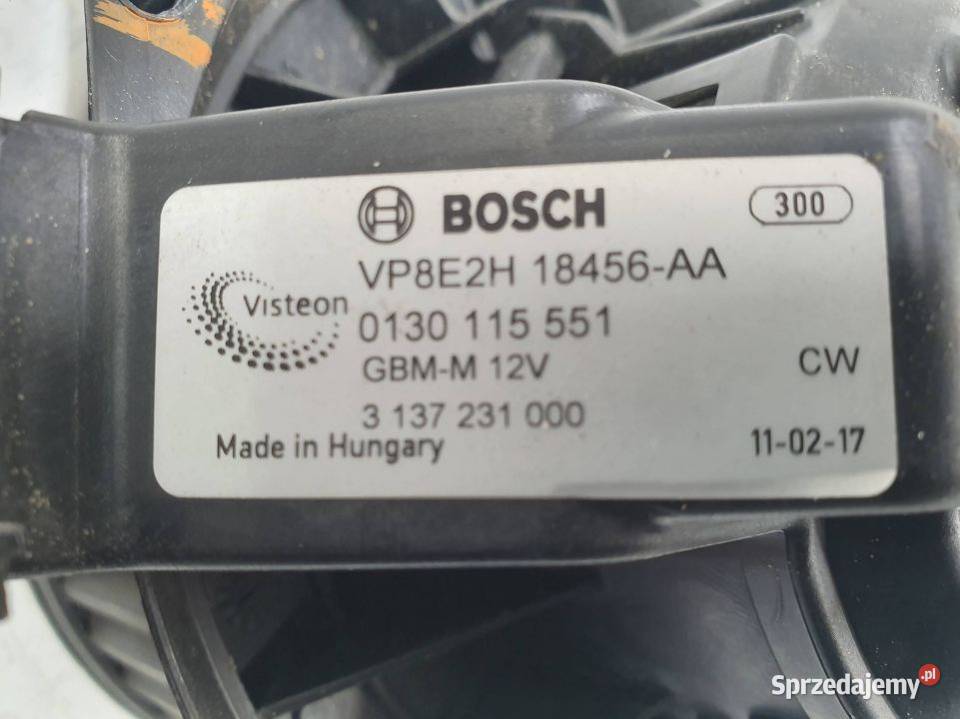 BOSCH
300
VP8E2H 18456-AA
Visteon
0130 115 551
GBM-M 12V
CW
3 137 231 000
Made in Hungary
11-02-17
Sprzedajemy.pl